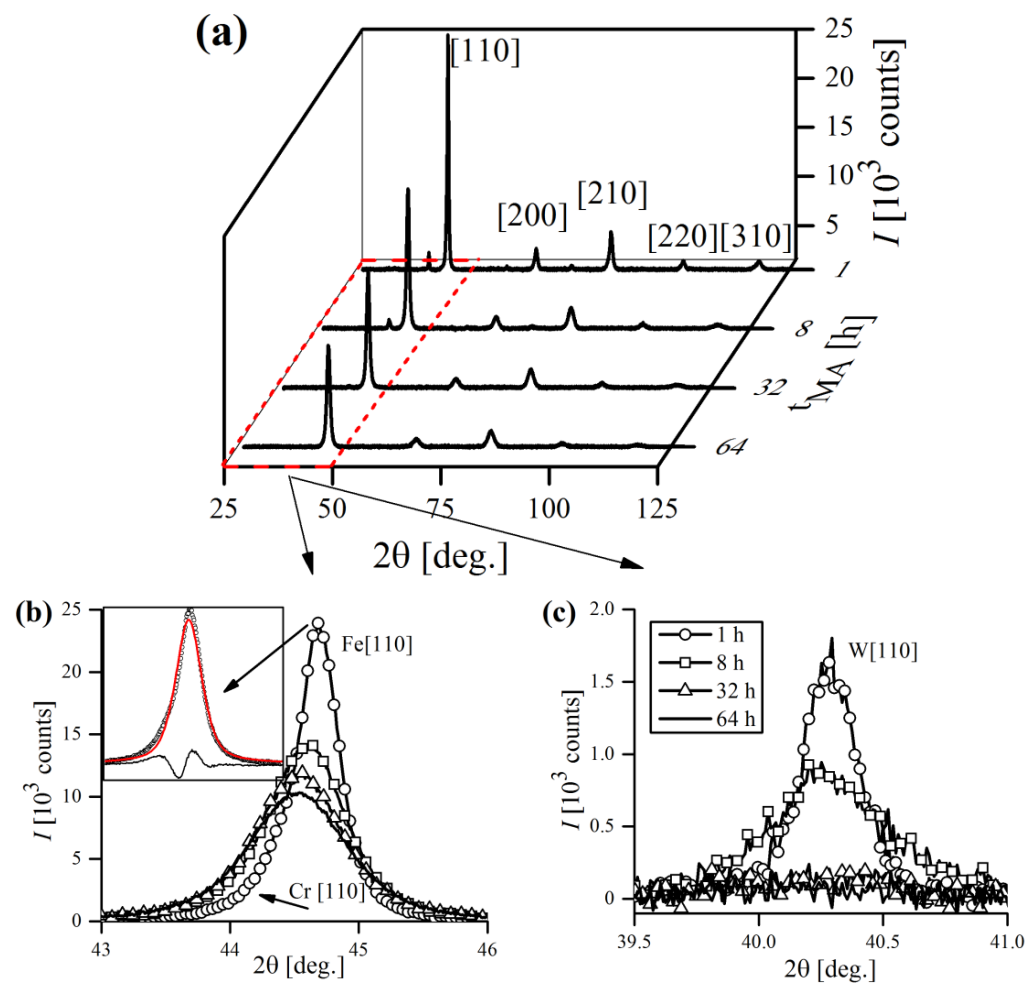 (a)
[110]
[200]
[210]
[220][310]
25
20
15
10
5
I [10³ counts]
1
8
32
64
tMA [h]
25
50
75
100
125
2θ [deg.]
(b)
25
20
15
10
5
0
I [10³ counts]
Fe[110]
Cr [110]
43
44
45
46
2θ [deg.]
(c)
2.0
1.5
1.0
0.5
0
I [10³ counts]
1 h
8 h
32 h
64 h
W[110]
39.5
40.0
40.5
41.0
2θ [deg.]